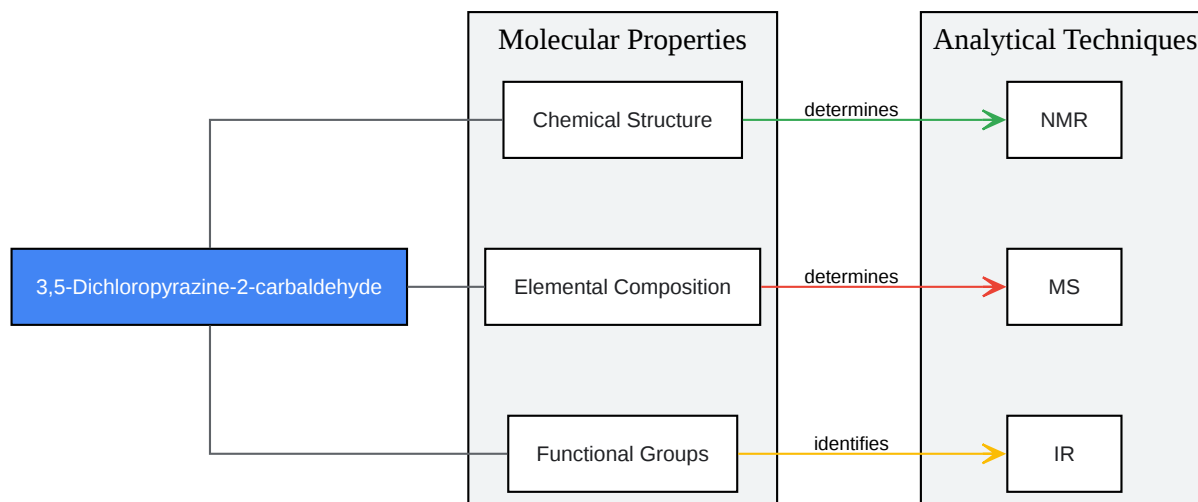 Molecular Properties
Analytical Techniques
Chemical Structure
determines
NMR
3,5-Dichloropyrazine-2-carbaldehyde
Elemental Composition
determines
MS
Functional Groups
identifies
IR